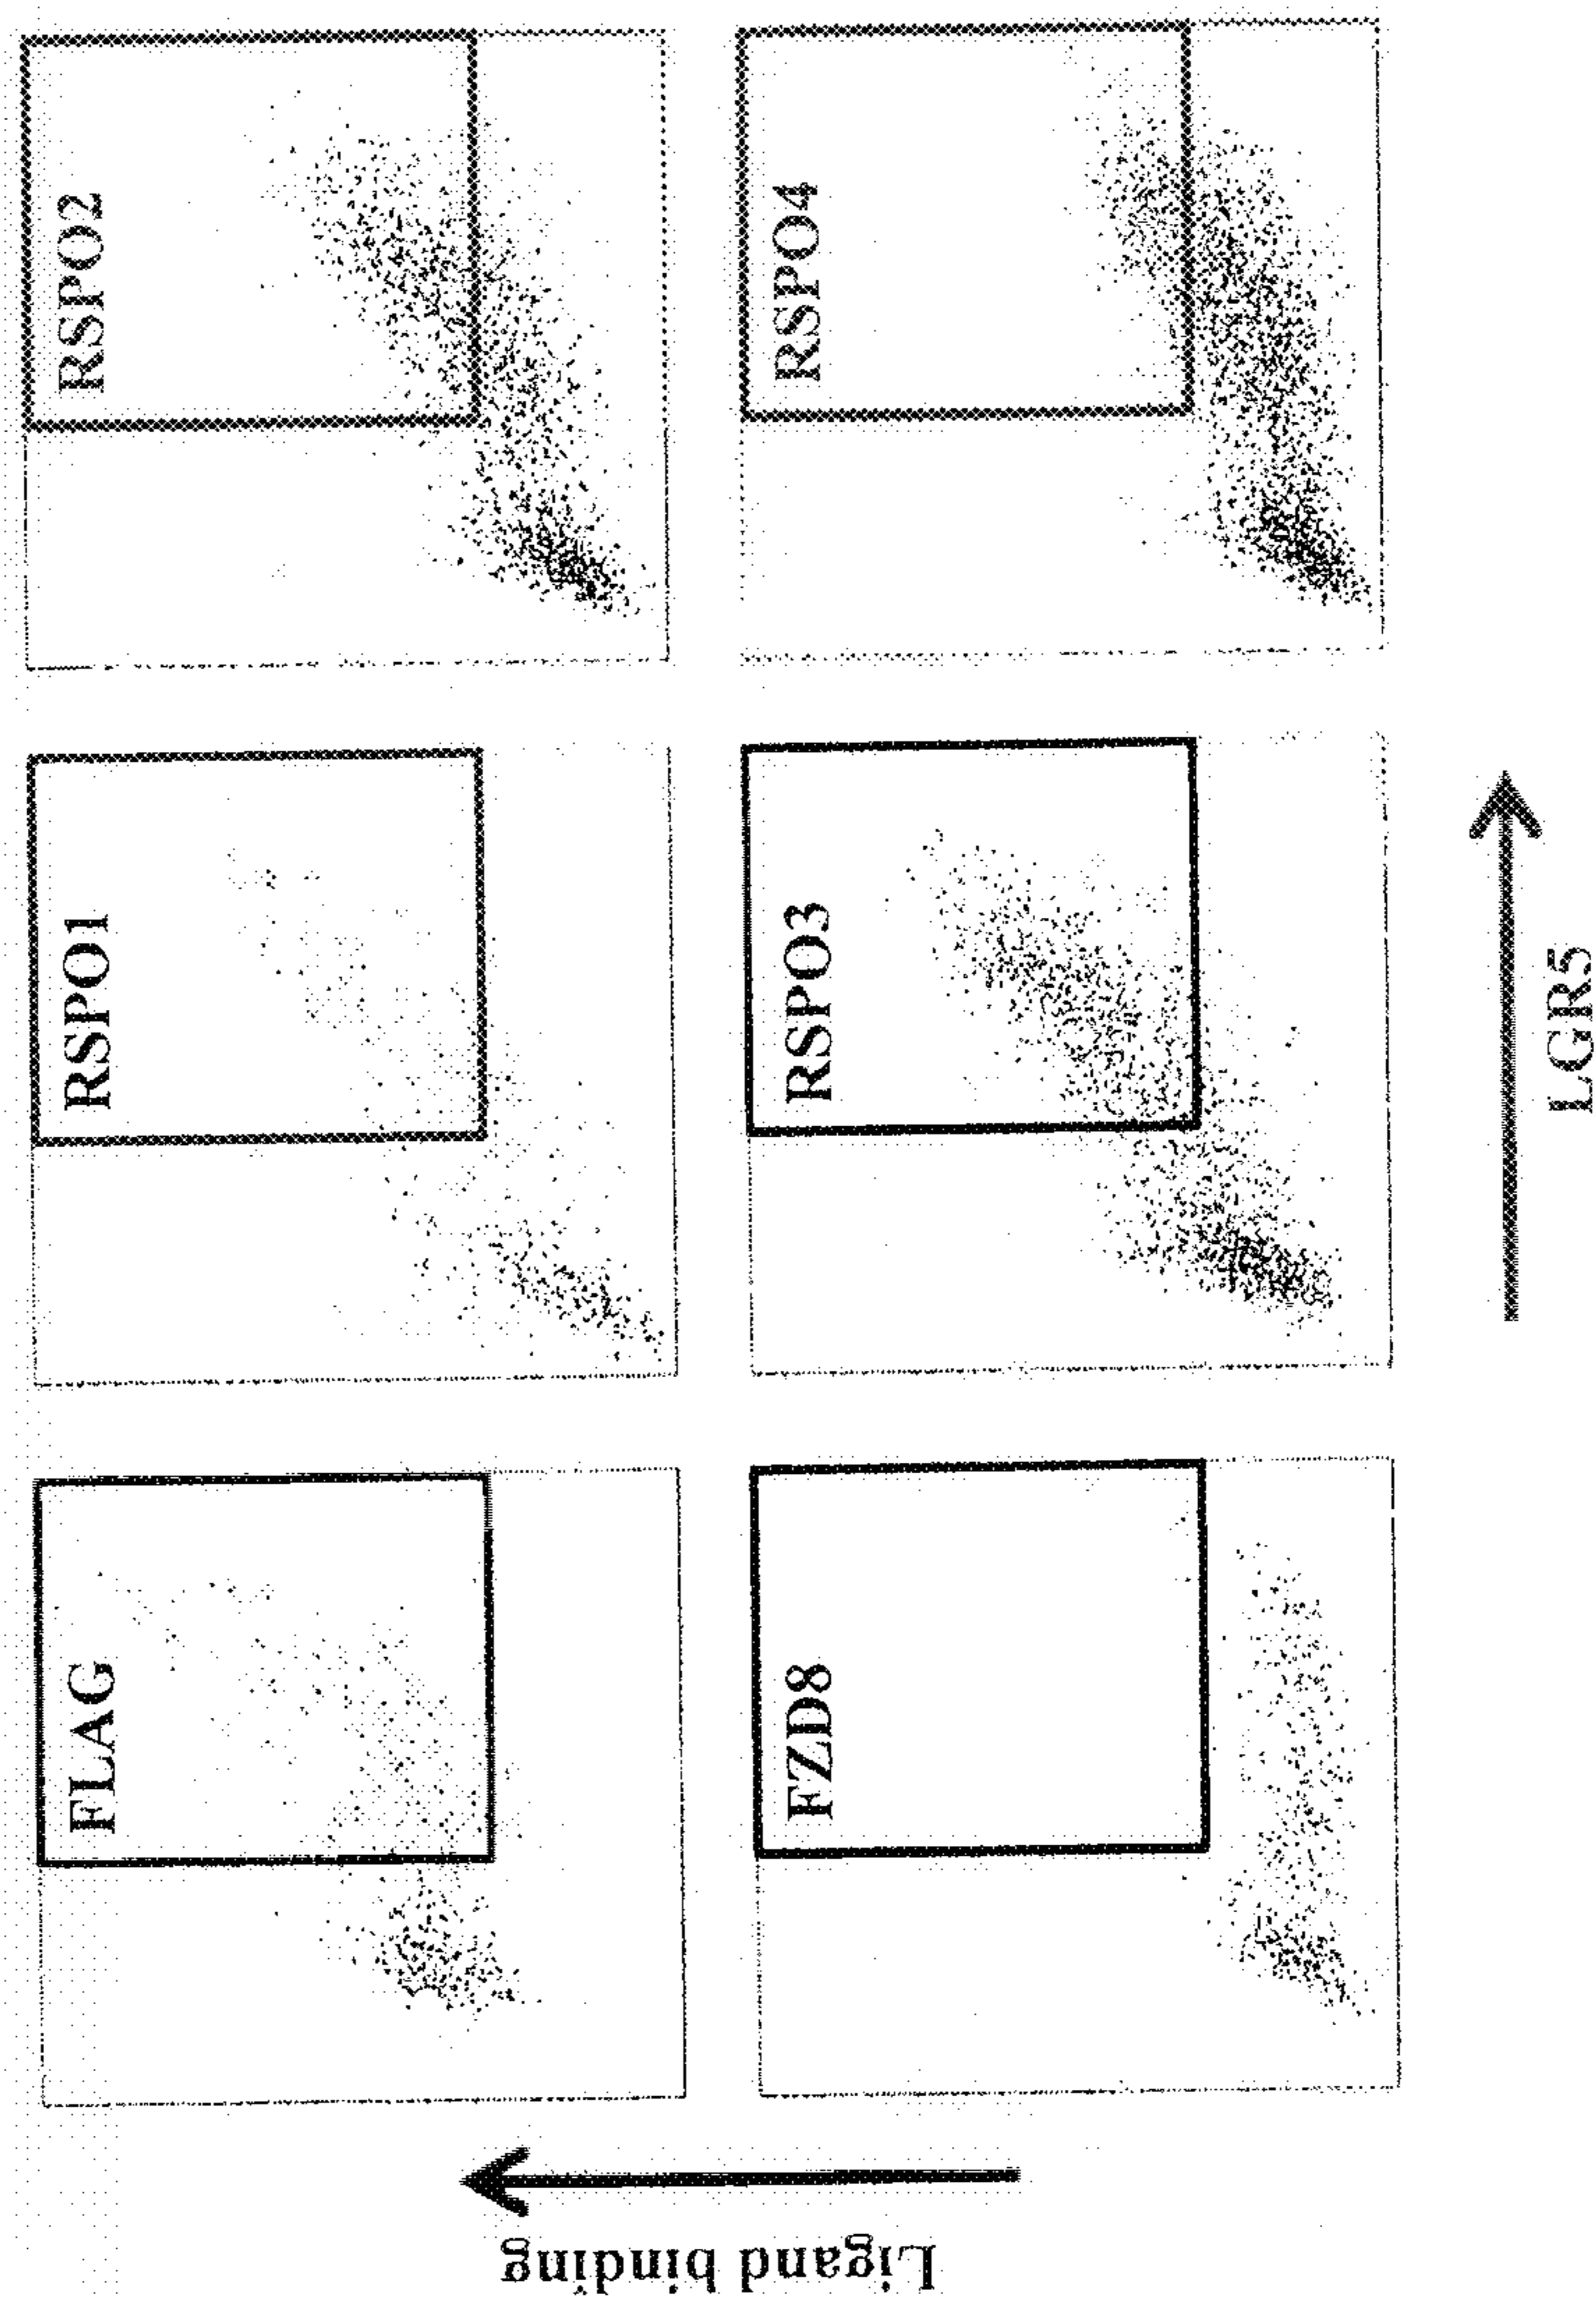 FLAG
RSPO1
RSPO2
FZD8
RSPO3
RSPO4
Ligand binding
LGR5